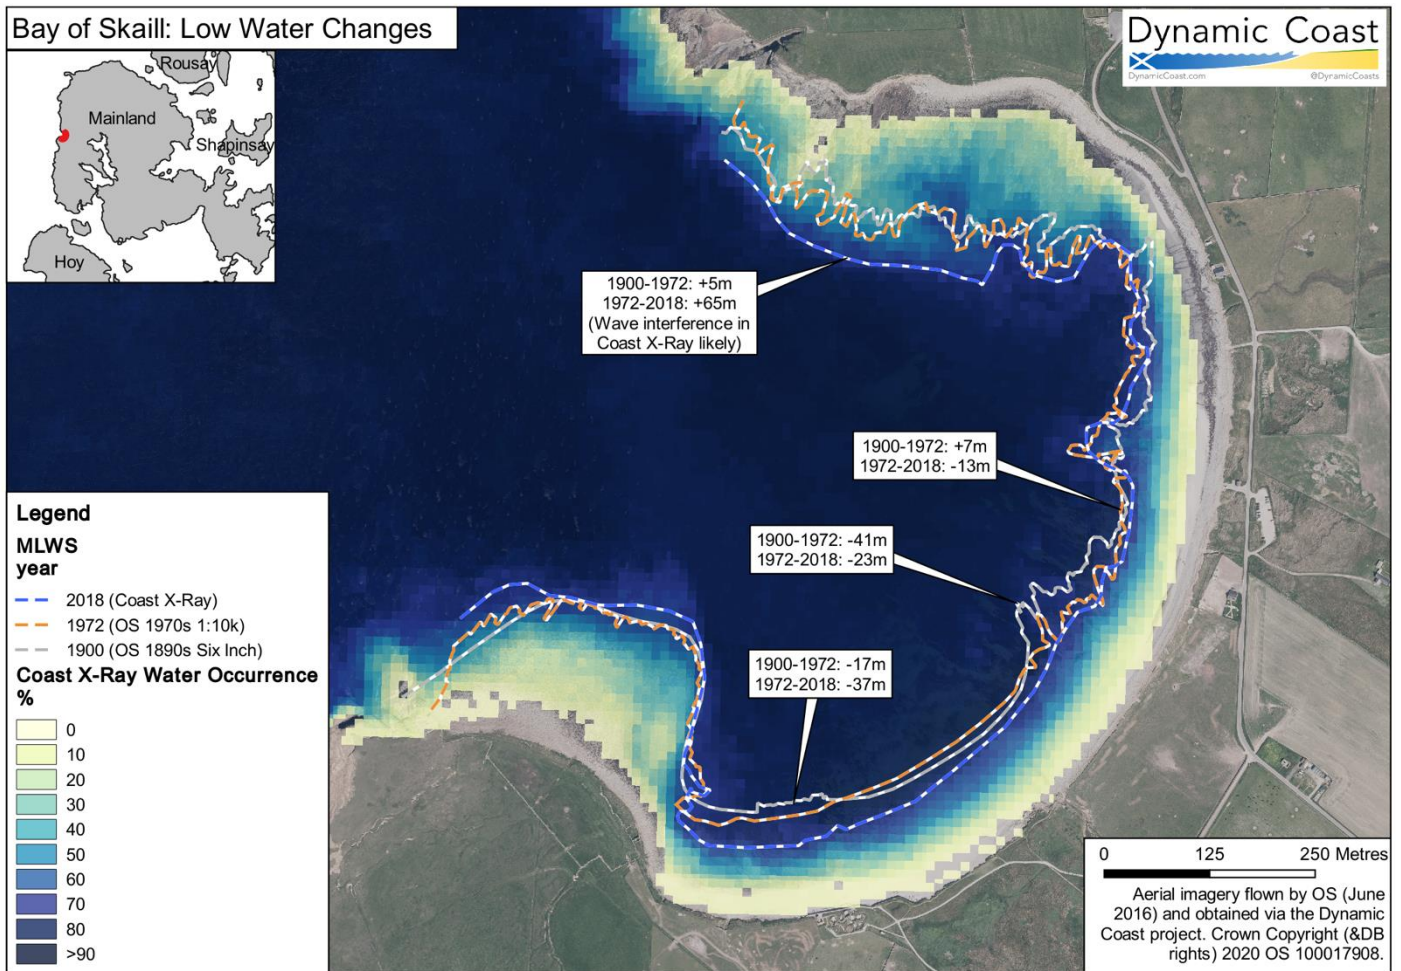 Bay of Skaill: Low Water Changes
Rousay
Mainland
Shapinsay
Hoy
Dynamic Coast
DynamicCoast.com
@DynamicCoasts
1900-1972: +5m
1972-2018: +65m
(Wave interference in
Coast X-Ray likely)
1900-1972: +7m
1972-2018: -13m
1900-1972: -41m
1972-2018: -23m
1900-1972: -17m
1972-2018: -37m
Legend
MLWS
year
2018 (Coast X-Ray)
1972 (OS 1970s 1:10k)
1900 (OS 1890s Six Inch)
Coast X-Ray Water Occurrence
%
0
10
20
30
40
50
60
70
80
>90
0 125 250 Metres
Aerial imagery flown by OS (June
2016) and obtained via the Dynamic
Coast project. Crown Copyright (&DB
rights) 2020 OS 100017908.